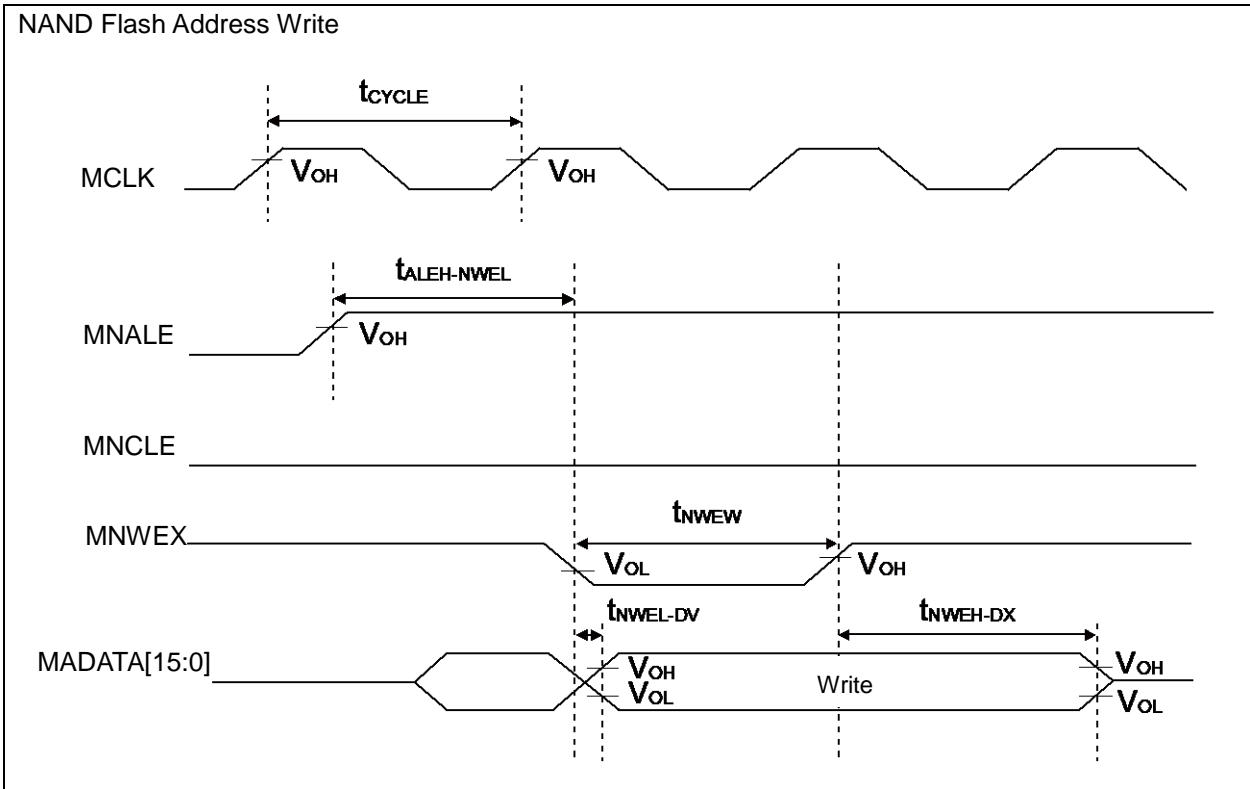 NAND Flash Address Write
tCYCLE
MCLK
VOH
VOH
tALEH-NWEL
MNALE
VOH
MNCLE
tNWEW
MNWEX
VOL
VOH
tNWEL-DV
tNWEH-DX
MADATA[15:0]
VOH
Write
VOH
VOL
VOL